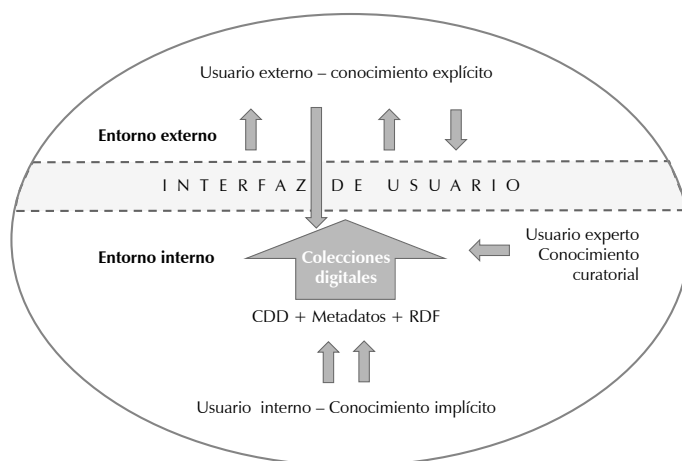 Usuario externo – conocimiento explícito
Entorno externo
INTERFAZ DE USUARIO
Entorno interno
Colecciones
digitales
Usuario experto
Conocimiento
curatorial
CDD + Metadatos + RDF
Usuario interno – Conocimiento implícito